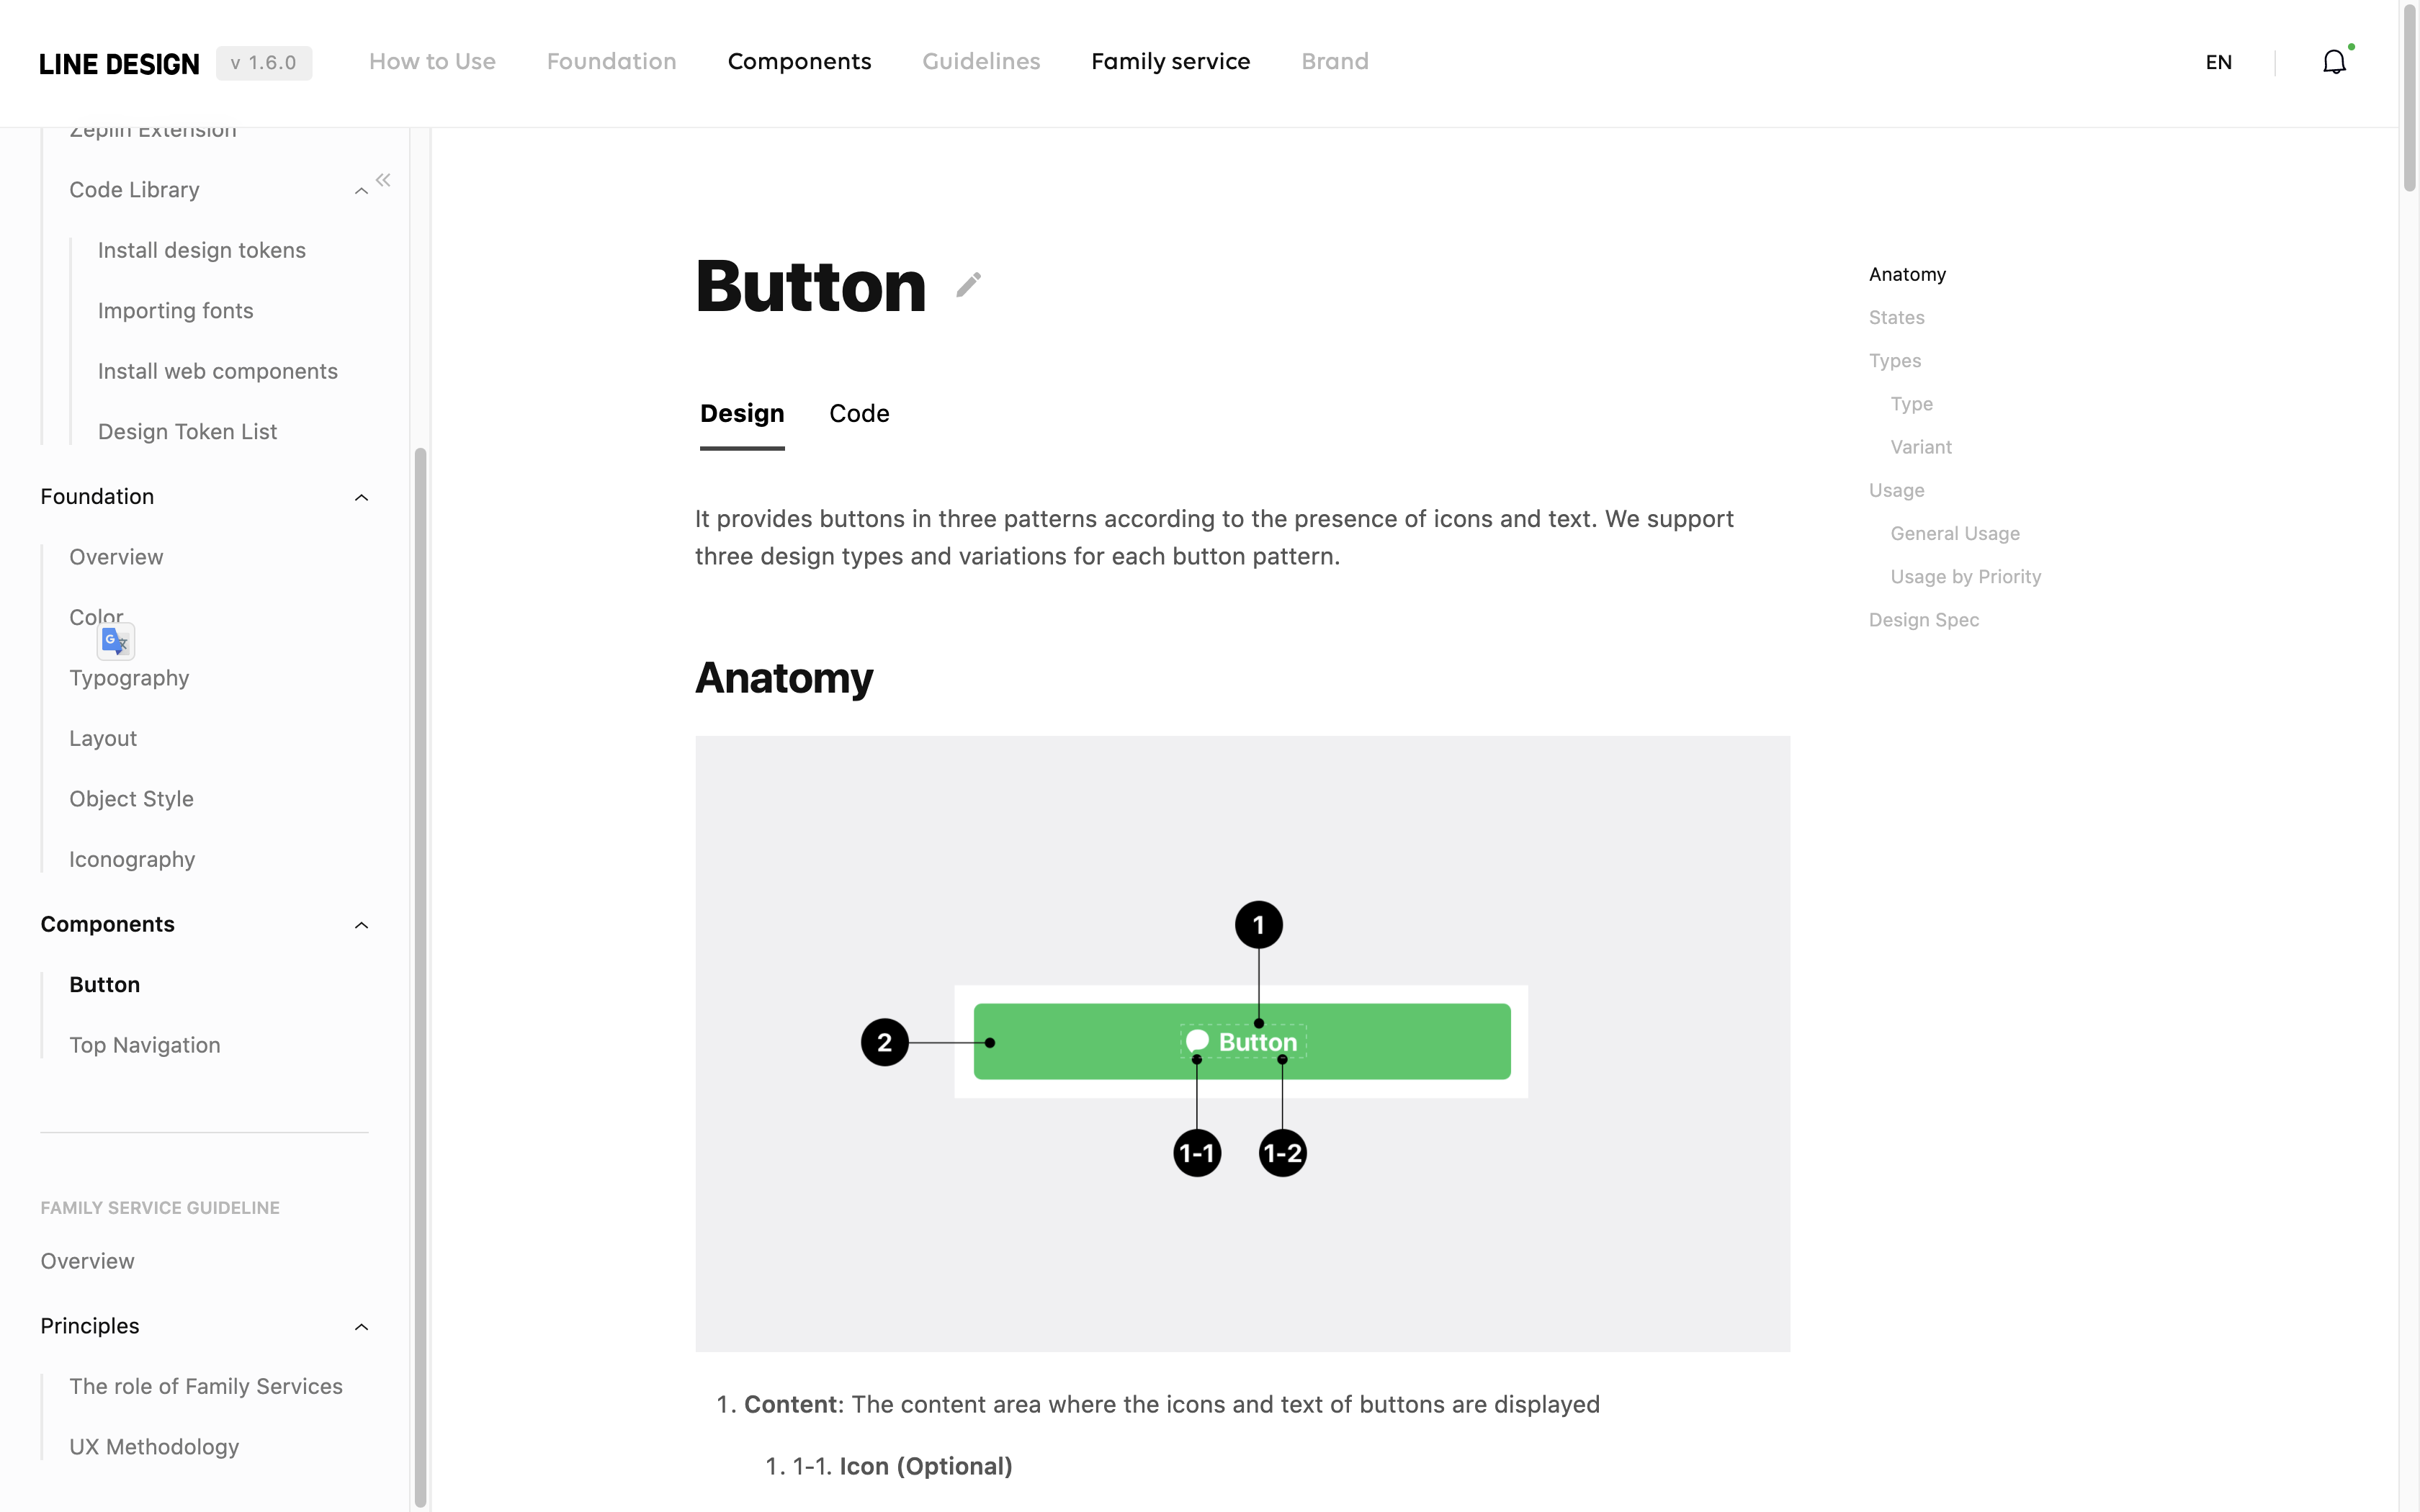 LINE DESIGN
v 1.6.0
How to Use
Foundation
Components
Guidelines
Family service
Brand
EN
Zeplin Extension
Code Library
Install design tokens
Importing fonts
Install web components
Design Token List
Foundation
Overview
Color
Typography
Layout
Object Style
Iconography
Components
Button
Top Navigation
FAMILY SERVICE GUIDELINE
Overview
Principles
The role of Family Services
UX Methodology
Button
Design
Code
It provides buttons in three patterns according to the presence of icons and text. We support
three design types and variations for each button pattern.
Anatomy
1
2
Button
1-1
1-2
1. Content: The content area where the icons and text of buttons are displayed
1. 1-1. Icon (Optional)
Anatomy
States
Types
Type
Variant
Usage
General Usage
Usage by Priority
Design Spec